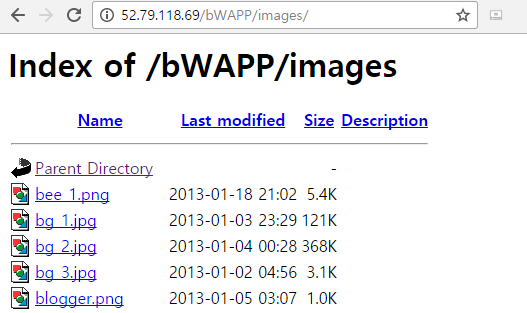 52.79.118.69/bWAPP/images/
Index of /bWAPP/images
Name Last modified Size Description
Parent Directory -
bee_1.png 2013-01-18 21:02 5.4K
bg_1.jpg 2013-01-03 23:29 121K
bg_2.jpg 2013-01-04 00:28 368K
bg_3.jpg 2013-01-02 04:56 3.1K
blogger.png 2013-01-05 03:07 1.0K